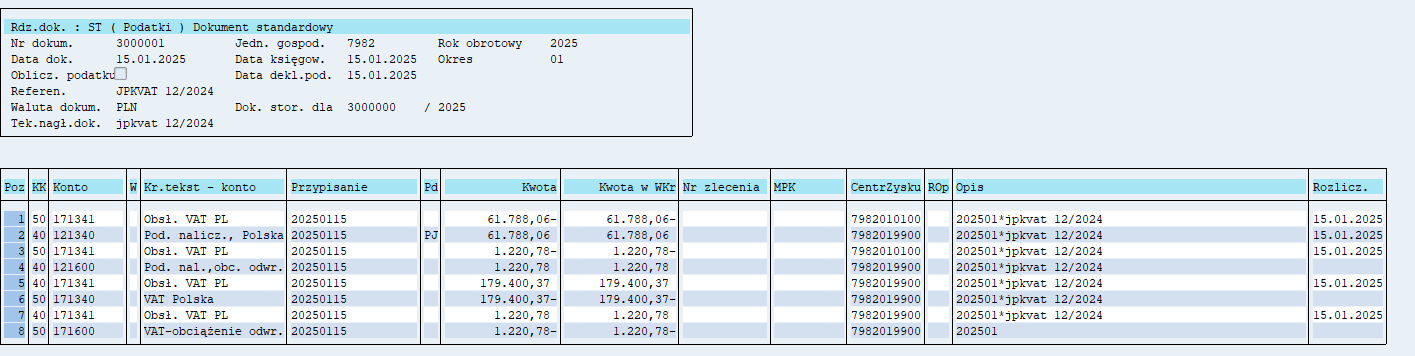 Rdz.dok. : ST ( Podatki ) Dokument standardowy
Nr dokum. 3000001 Jedn. gospod. 7982 Rok obrotowy 2025
Data dok. 15.01.2025 Data księgow. 15.01.2025 Okres 01
Oblicz. podatku Data dekl.pod. 15.01.2025
Referen. JPKVAT 12/2024
Waluta dokum. PLN Dok. stor. dla 3000000 / 2025
Tek.nagł.dok. jpkvat 12/2024
Poz KK Konto W Kr.tekst - konto Przypisanie Pd Kwota Kwota w WKr Nr zlecenia MPK CentrZysku ROp Opis Rozlicz.
1 50 171341 Obsł. VAT PL 20250115 61.788,06- 61.788,06- 7982010100 202501*jpkvat 12/2024 15.01.2025
2 40 121340 Pod. nalicz., Polska 20250115 PJ 61.788,06 61.788,06 7982019900 202501*jpkvat 12/2024 15.01.2025
3 50 171341 Obsł. VAT PL 20250115 1.220,78- 1.220,78- 7982010100 202501*jpkvat 12/2024 15.01.2025
4 40 121600 Pod. nal.,obc. odwr. 20250115 1.220,78 1.220,78 7982019900 202501*jpkvat 12/2024
5 40 171341 Obsł. VAT PL 20250115 179.400,37 179.400,37 7982019900 202501*jpkvat 12/2024 15.01.2025
6 50 171340 VAT Polska 20250115 179.400,37- 179.400,37- 7982019900 202501*jpkvat 12/2024
7 40 171341 Obsł. VAT PL 20250115 1.220,78 1.220,78 7982019900 202501*jpkvat 12/2024 15.01.2025
8 50 171600 VAT-obciążenie odwr. 20250115 1.220,78- 1.220,78- 7982019900 202501